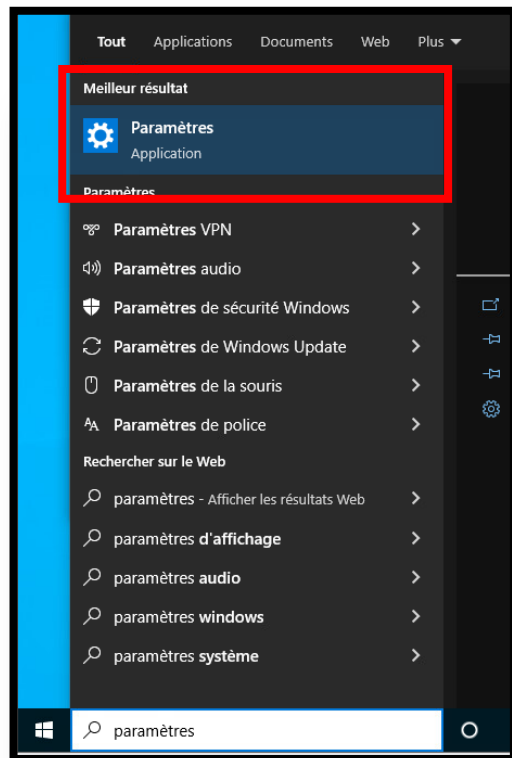 Tout Applications Documents Web Plus
Meilleur résultat
Paramètres
Application
Paramètres
Paramètres VPN
Paramètres audio
Paramètres de sécurité Windows
Paramètres de Windows Update
Paramètres de la souris
Paramètres de police
Rechercher sur le Web
paramètres - Afficher les résultats Web
paramètres d'affichage
paramètres audio
paramètres windows
paramètres système
paramètres